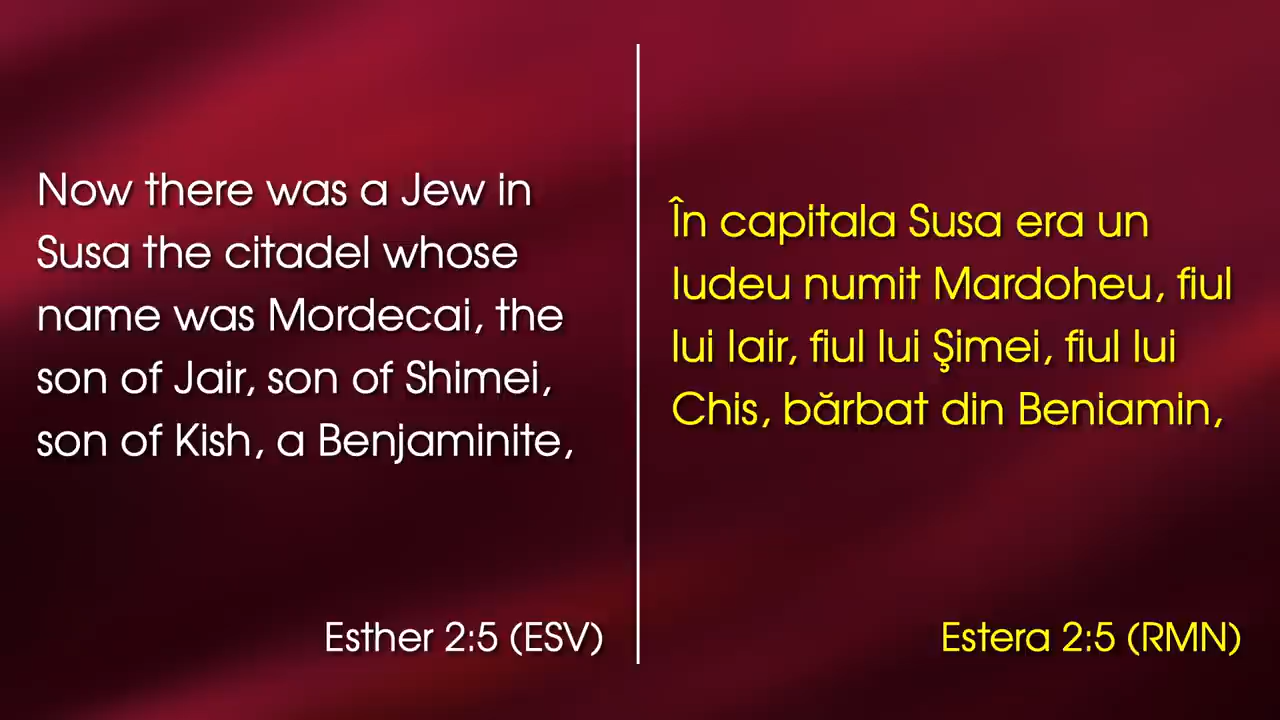 Now there was a Jew in
Susa the citadel whose
name was Mordecai, the
son of Jair, son of Shimei,
son of Kish, a Benjaminite,
Esther 2:5 (ESV)
În capitala Susa era un
Iudeu numit Mardoheu, fiul
lui Iair, fiul lui Şimei, fiul lui
Chis, bărbat din Beniamin,
Estera 2:5 (RMN)